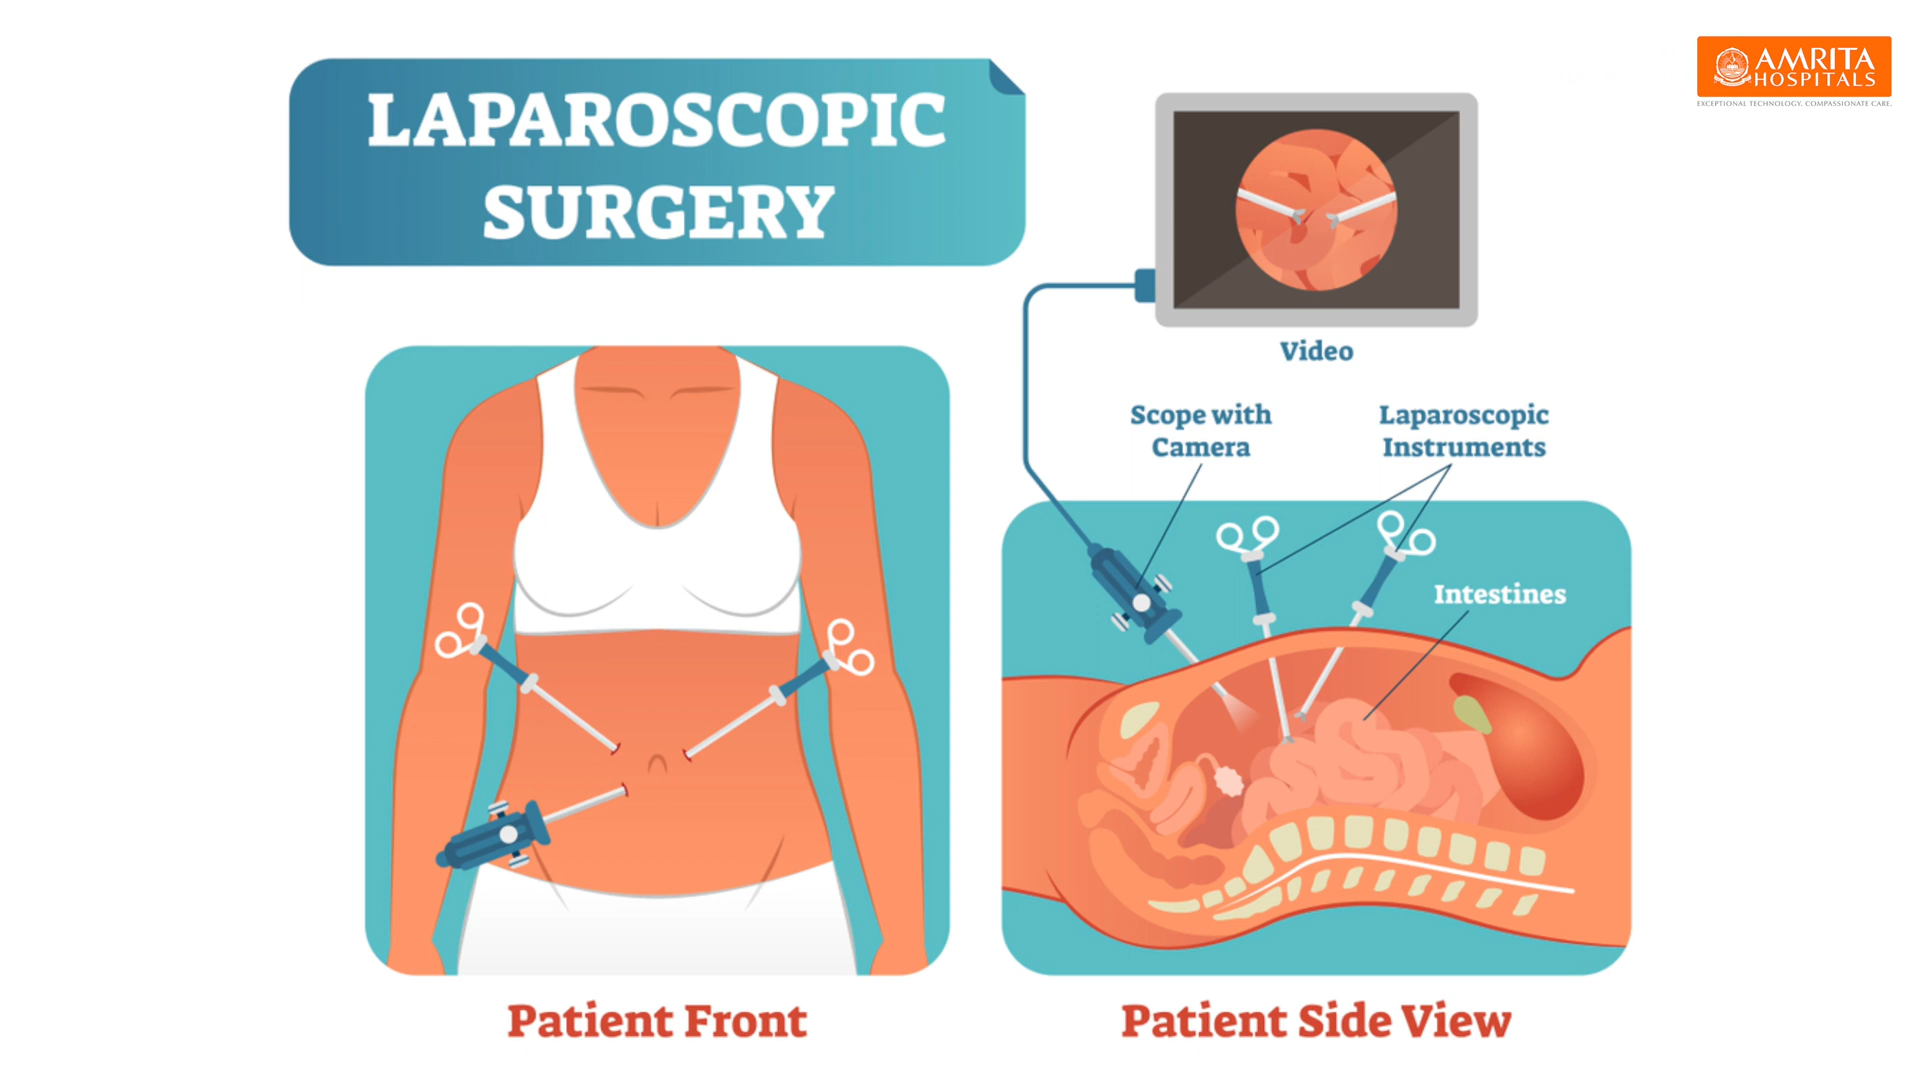 LAPAROSCOPIC
SURGERY
AMRITA
HOSPITALS
EXCEPTIONAL TECHNOLOGY. COMPASSIONATE CARE.
Video
Scope with
Camera
Laparoscopic
Instruments
Intestines
Patient Front
Patient Side View